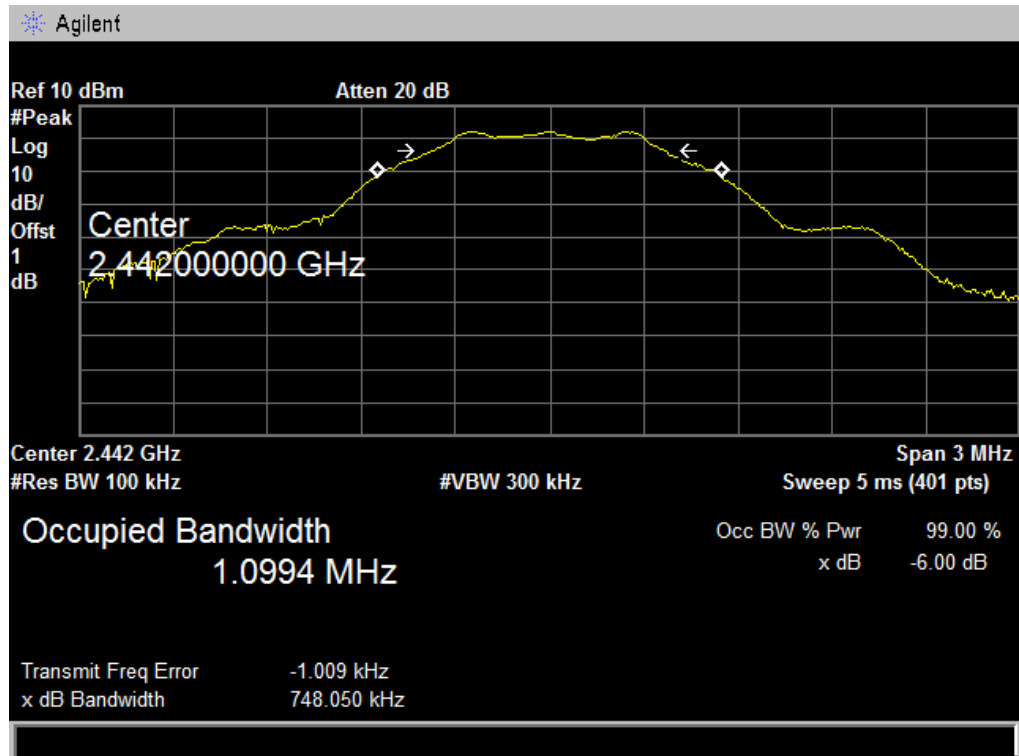 Agilent
Ref 10 dBm Atten 20 dB
#Peak
Log
10
dB/
Offst
1
dB
Center
2.442000000 GHz
Center 2.442 GHz Span 3 MHz
#Res BW 100 kHz #VBW 300 kHz Sweep 5 ms (401 pts)
Occupied Bandwidth Occ BW % Pwr 99.00 %
1.0994 MHz x dB -6.00 dB
Transmit Freq Error -1.009 kHz
x dB Bandwidth 748.050 kHz